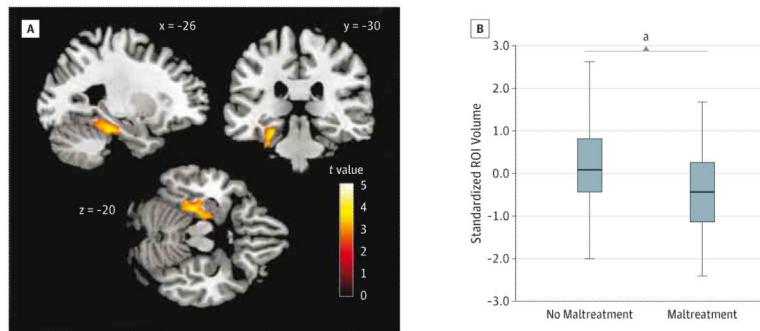 A
x = -26
y = -30
z = -20
t value
5
4
3
2
1
0
B
a
Standardized ROI Volume
3.0
2.0
1.0
0.0
-1.0
-2.0
-3.0
No Maltreatment
Maltreatment